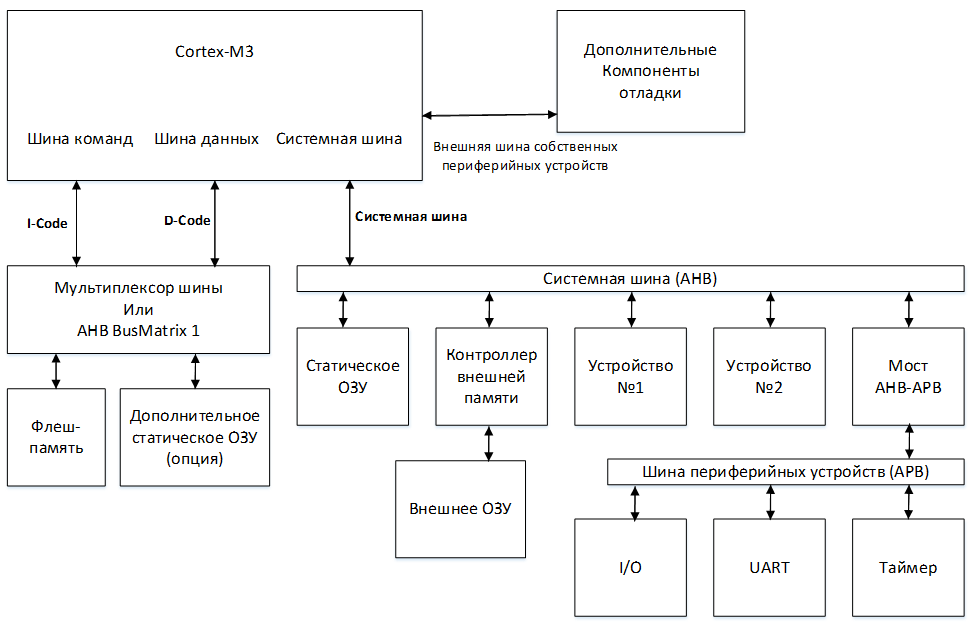 Cortex-M3
Дополнительные
Компоненты
отладки
Шина команд
Шина данных
Системная шина
Внешняя шина собственных
периферийных устройств
I-Code
D-Code
Системная шина
Мультиплексор шины
Или
AHB BusMatrix 1
Системная шина (AHB)
Статическое
ОЗУ
Контроллер
внешней
памяти
Устройство
№1
Устройство
№2
Мост
AHB-APB
Флеш-
память
Дополнительное
статическое ОЗУ
(опция)
Шина периферийных устройств (APB)
Внешнее ОЗУ
I/O
UART
Таймер